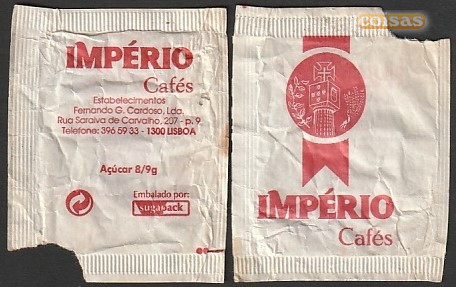 coisas
IMPÉRIO
Cafés
Estabelecimentos
Fernando G. Cardoso, Lda.
Rua Saraiva de Carvalho, 207 - p. 9
Telefone: 396 59 33 - 1300 LISBOA
Açúcar 8/9g
Embalado por:
sugapack
IMPÉRIO
Cafés